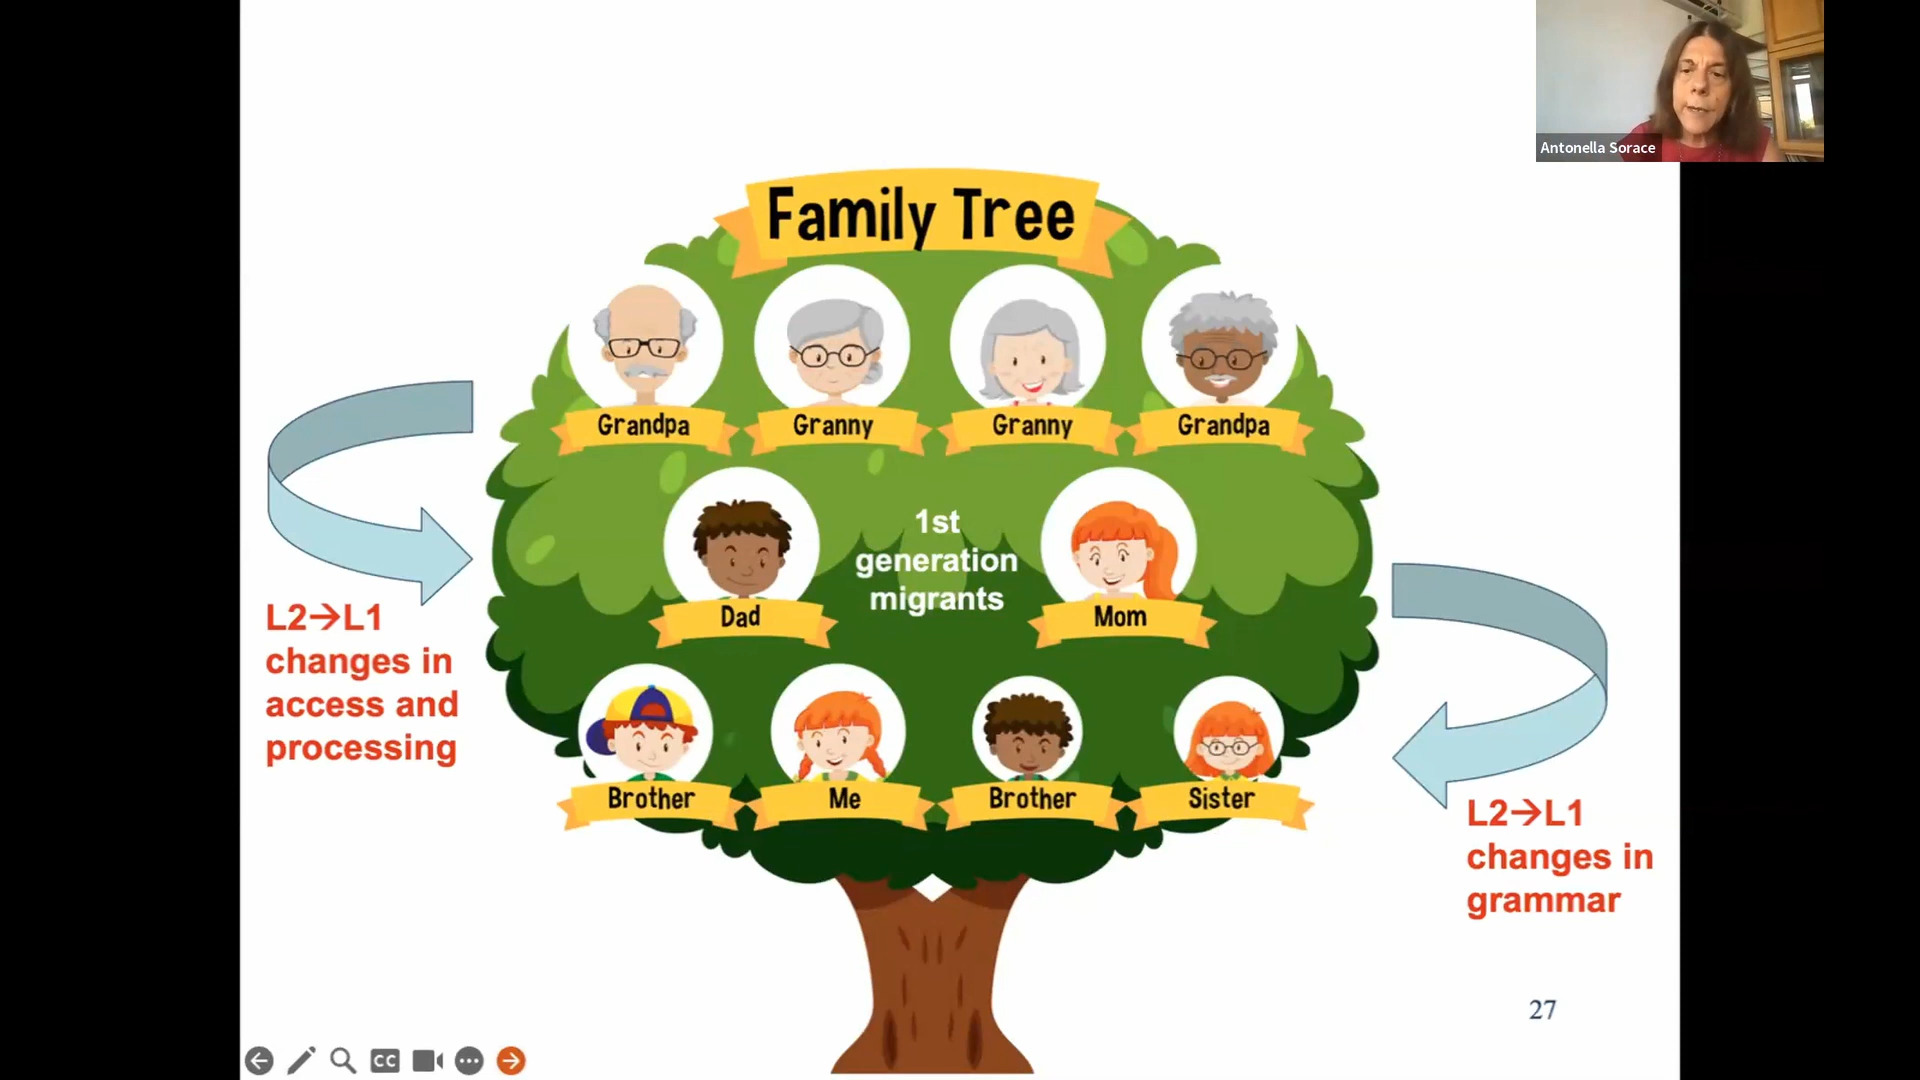 Antonella Sorace
Family Tree
Grandpa
Granny
Granny
Grandpa
1st
generation
migrants
Dad
Mom
L2→L1
changes in
access and
processing
Brother
Me
Brother
Sister
L2→L1
changes in
grammar
27
CC